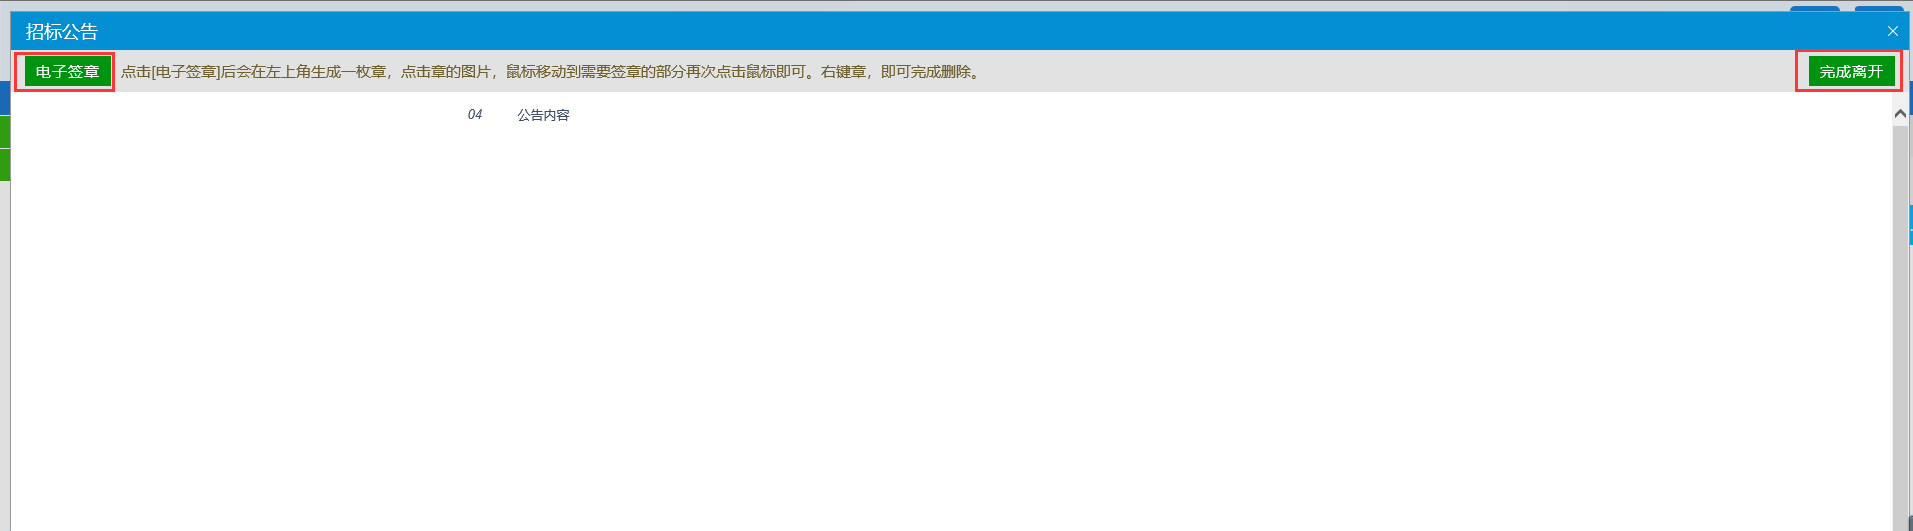 招标公告
电子签章 点击[电子签章]后会在左上角生成一枚章，点击章的图片，鼠标移动到需要签章的部分再次点击鼠标即可。右键章，即可完成删除。 完成离开
04 公告内容